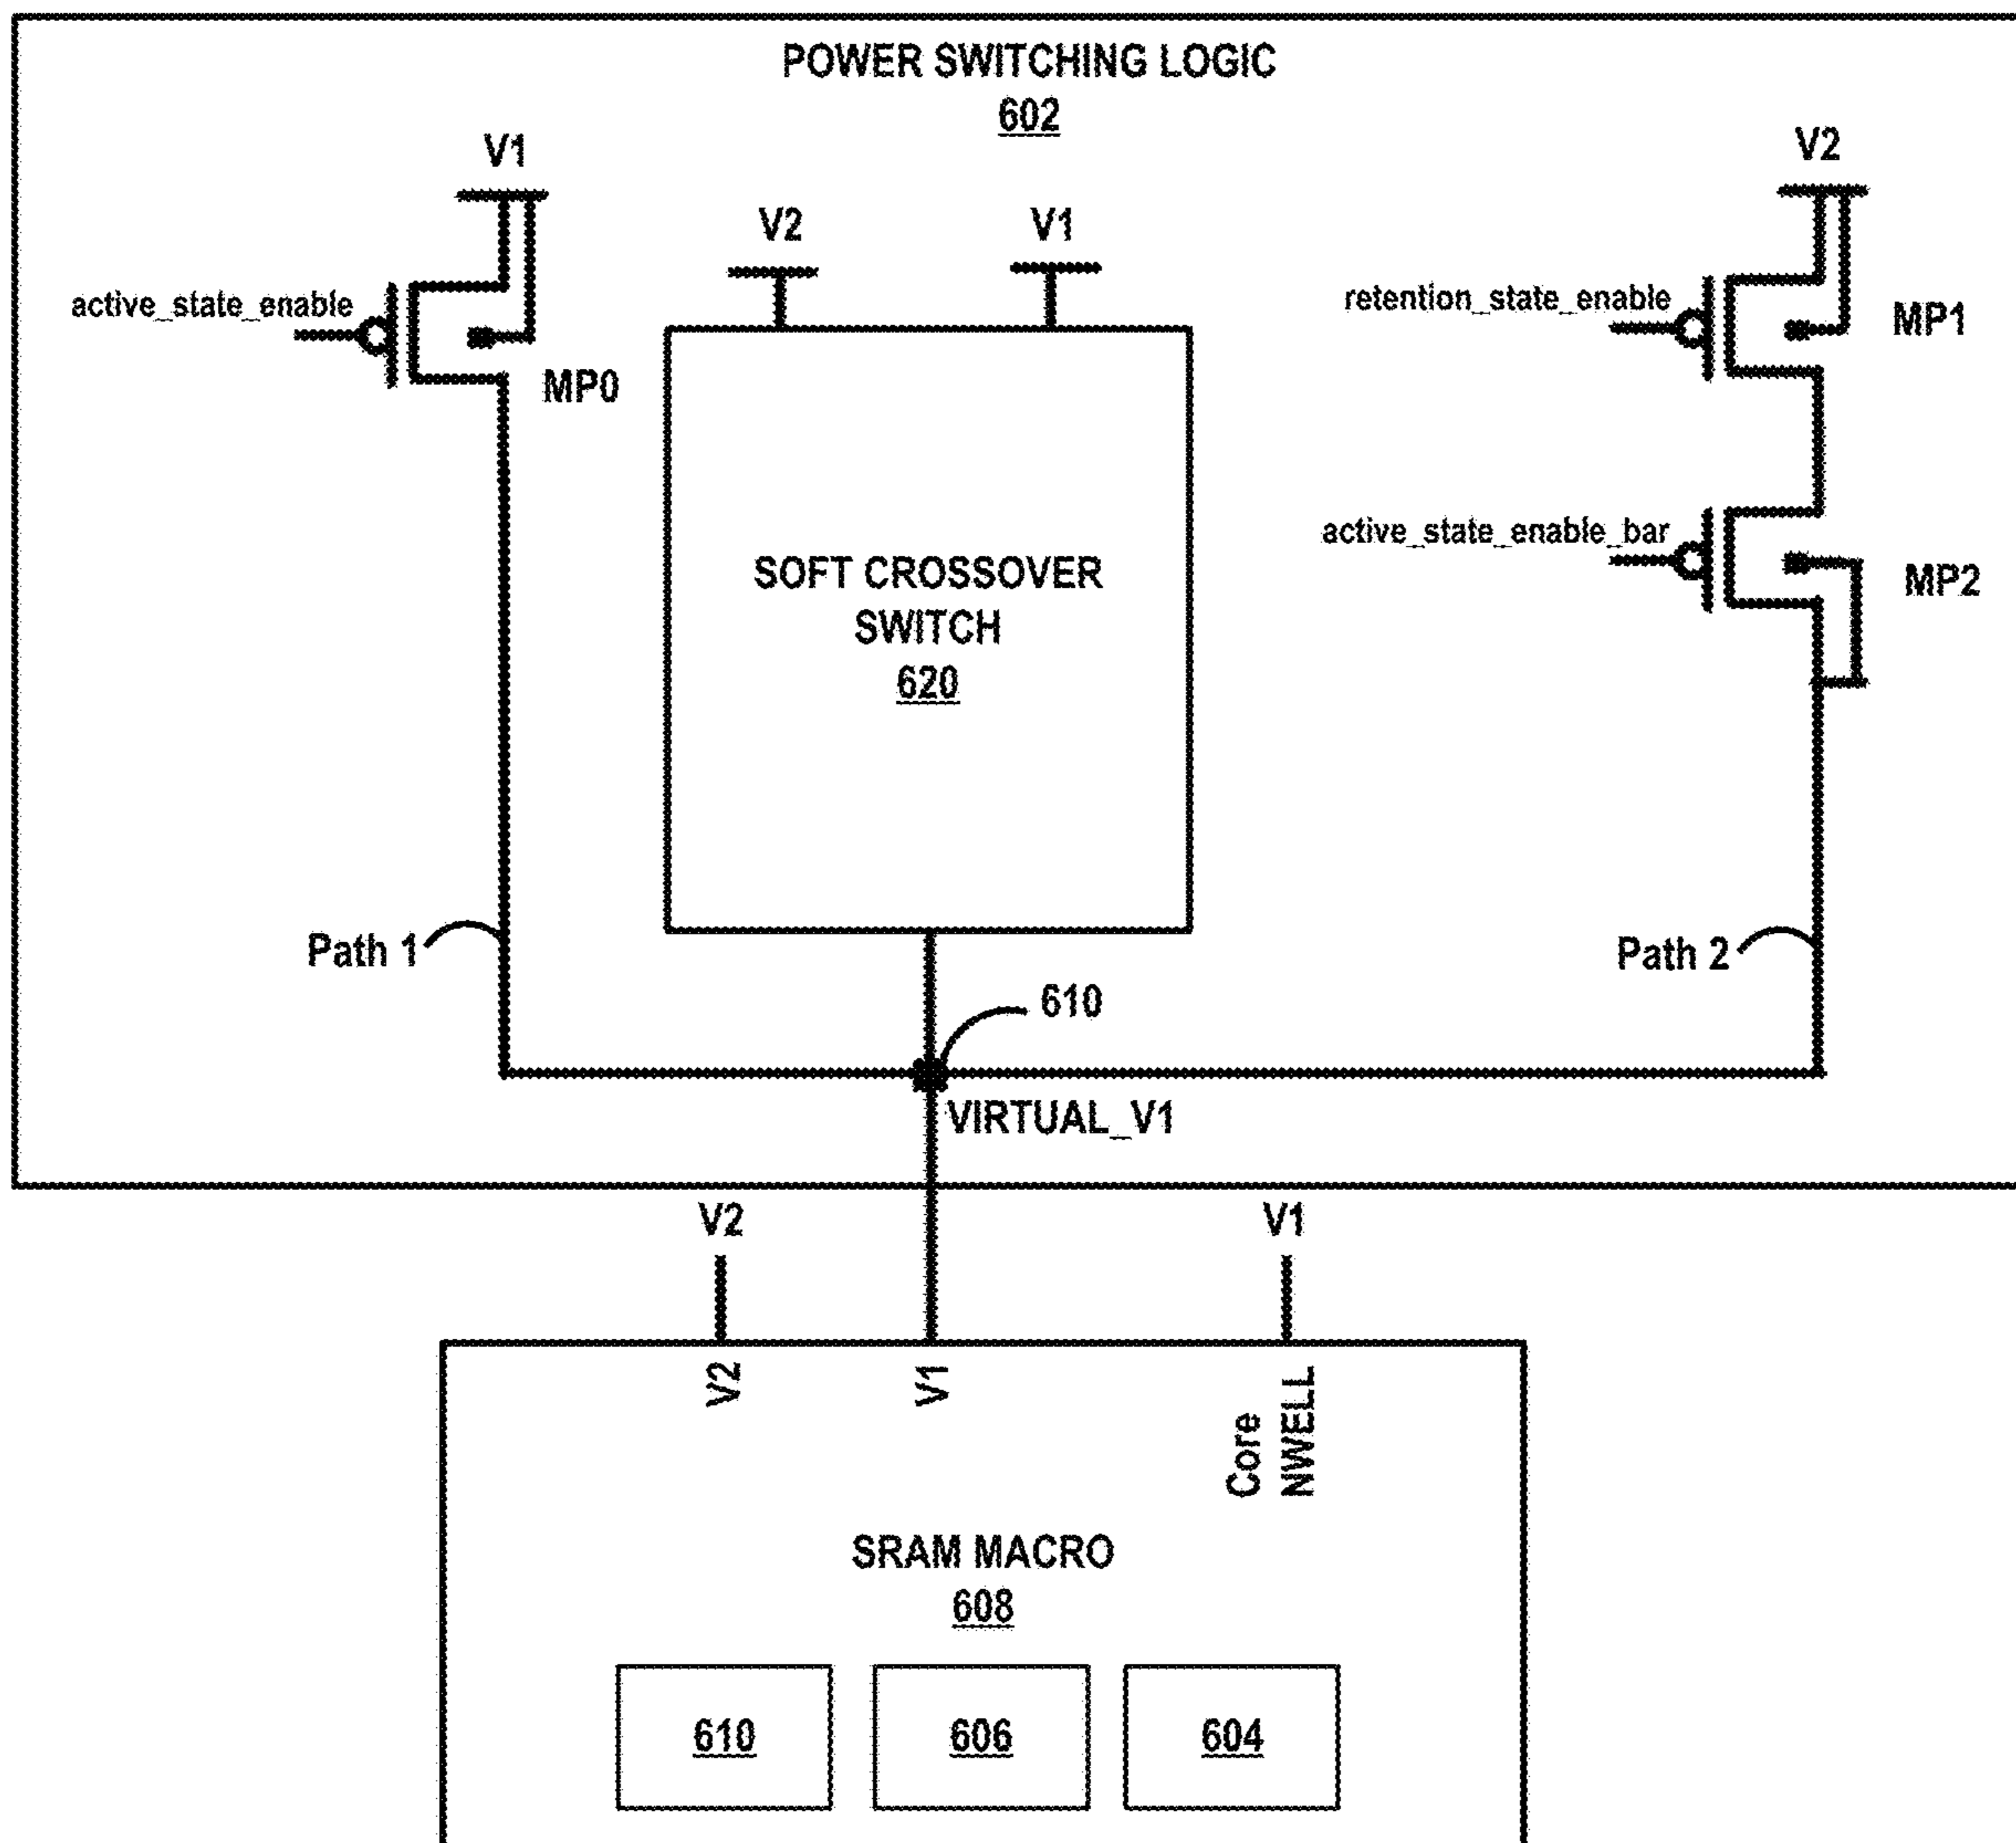 POWER SWITCHING LOGIC
602
V1
V2
V2
V1
active_state_enable
retention_state_enable
MP1
MP0
active_state_enable_bar
SOFT CROSSOVER
SWITCH
620
MP2
Path 1
Path 2
610
VIRTUAL_V1
V2
V1
V2
V1
Core
NWELL
SRAM MACRO
608
610
606
604